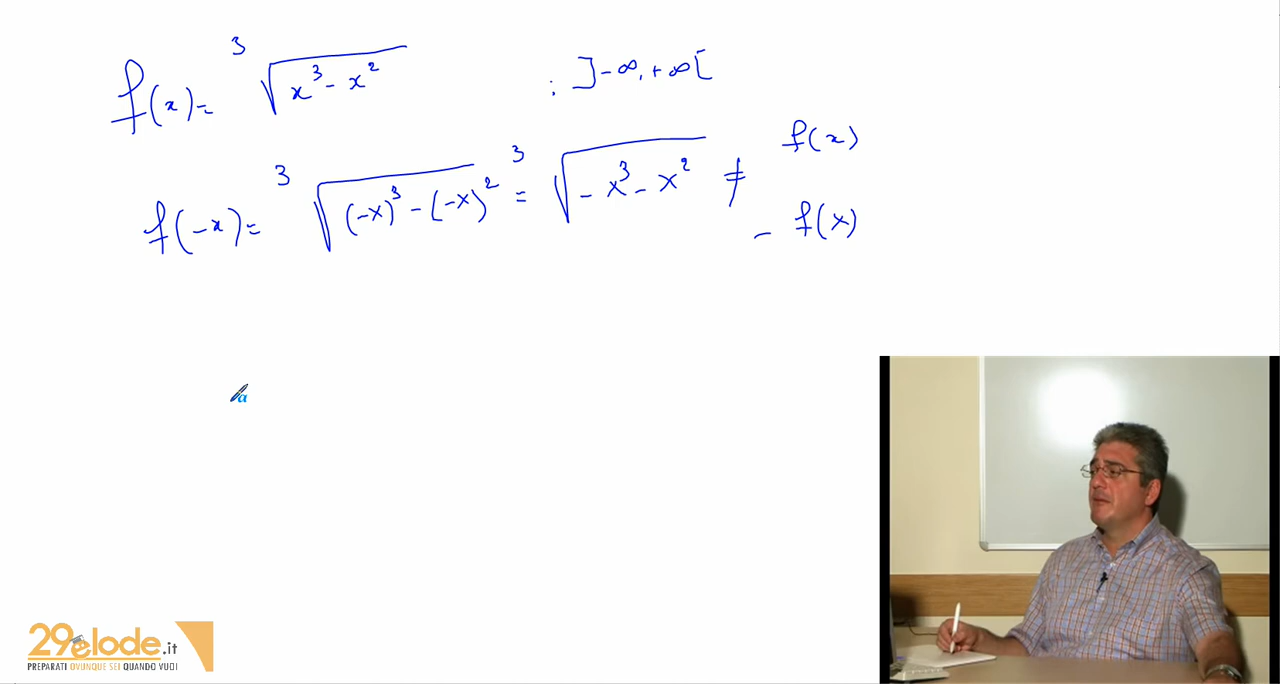 f(x)= ∛(x³ - x²) : ]-∞, +∞[
f(-x)= ∛((-x)³ - (-x)²) = ∛(-x³ - x²) ≠ f(x)
- f(x)
29elode.it
PREPARATI OVUNQUE SEI QUANDO VUOI